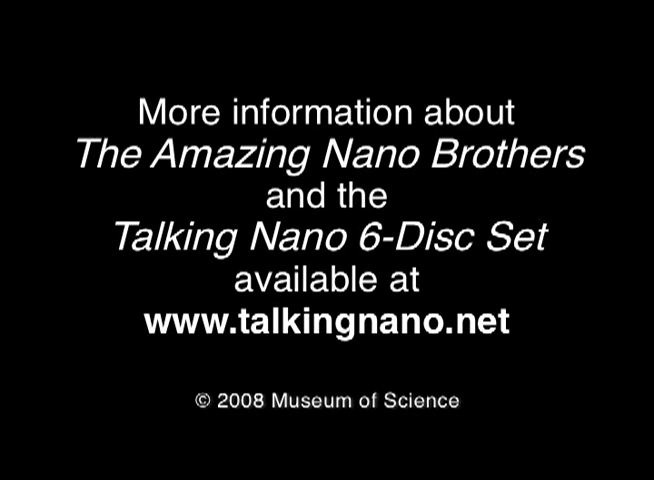 More information about
The Amazing Nano Brothers
and the
Talking Nano 6-Disc Set
available at
www.talkingnano.net
© 2008 Museum of Science